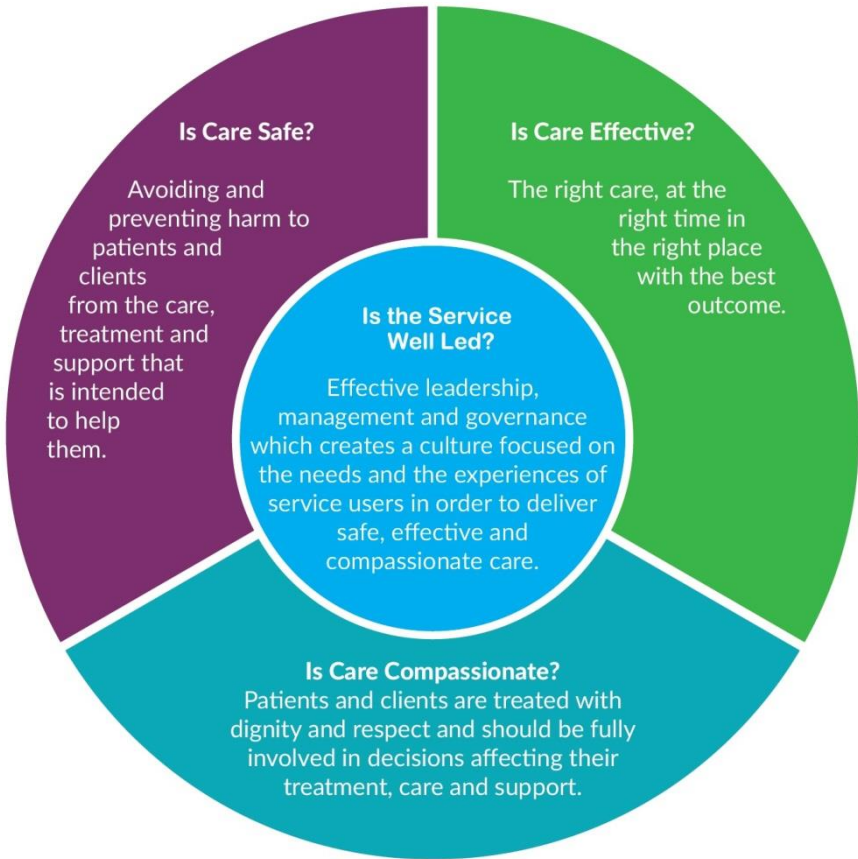 Is Care Safe?
Avoiding and
preventing harm to
patients and
clients
from the care,
treatment and
support that
is intended
to help
them.
Is Care Effective?
The right care, at the
right time in
the right place
with the best
outcome.
Is the Service
Well Led?
Effective leadership,
management and governance
which creates a culture focused on
the needs and the experiences of
service users in order to deliver
safe, effective and
compassionate care.
Is Care Compassionate?
Patients and clients are treated with
dignity and respect and should be fully
involved in decisions affecting their
treatment, care and support.